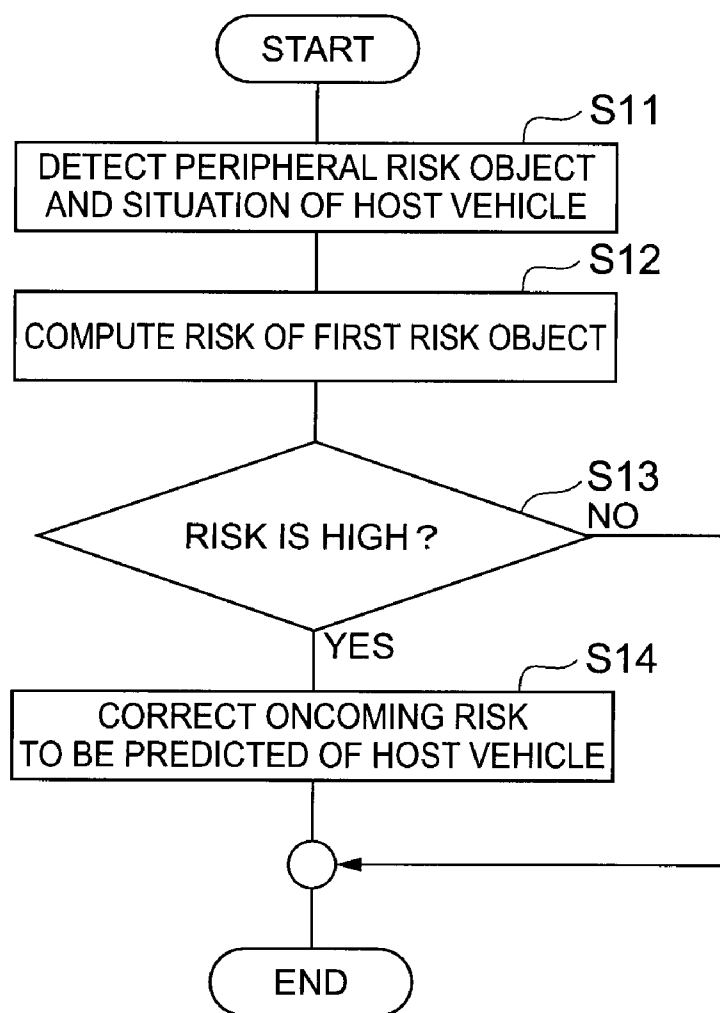 START
S11
DETECT PERIPHERAL RISK OBJECT
AND SITUATION OF HOST VEHICLE
S12
COMPUTE RISK OF FIRST RISK OBJECT
S13
RISK IS HIGH ?
NO
YES
S14
CORRECT ONCOMING RISK
TO BE PREDICTED OF HOST VEHICLE
END